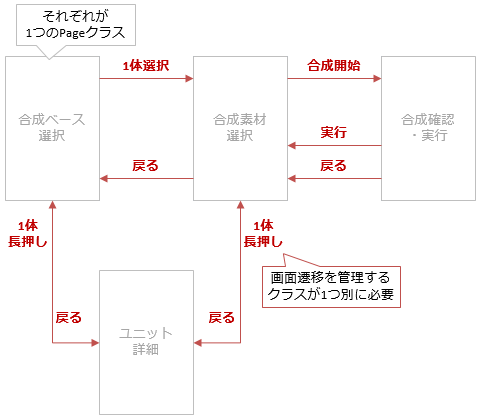 それぞれが
1つのPageクラス
1体選択
合成開始
合成ベース
選択
合成素材
選択
合成確認
・実行
実行
戻る
戻る
1体
長押し
1体
長押し
画面遷移を管理する
クラスが1つ別に必要
戻る
戻る
ユニット
詳細